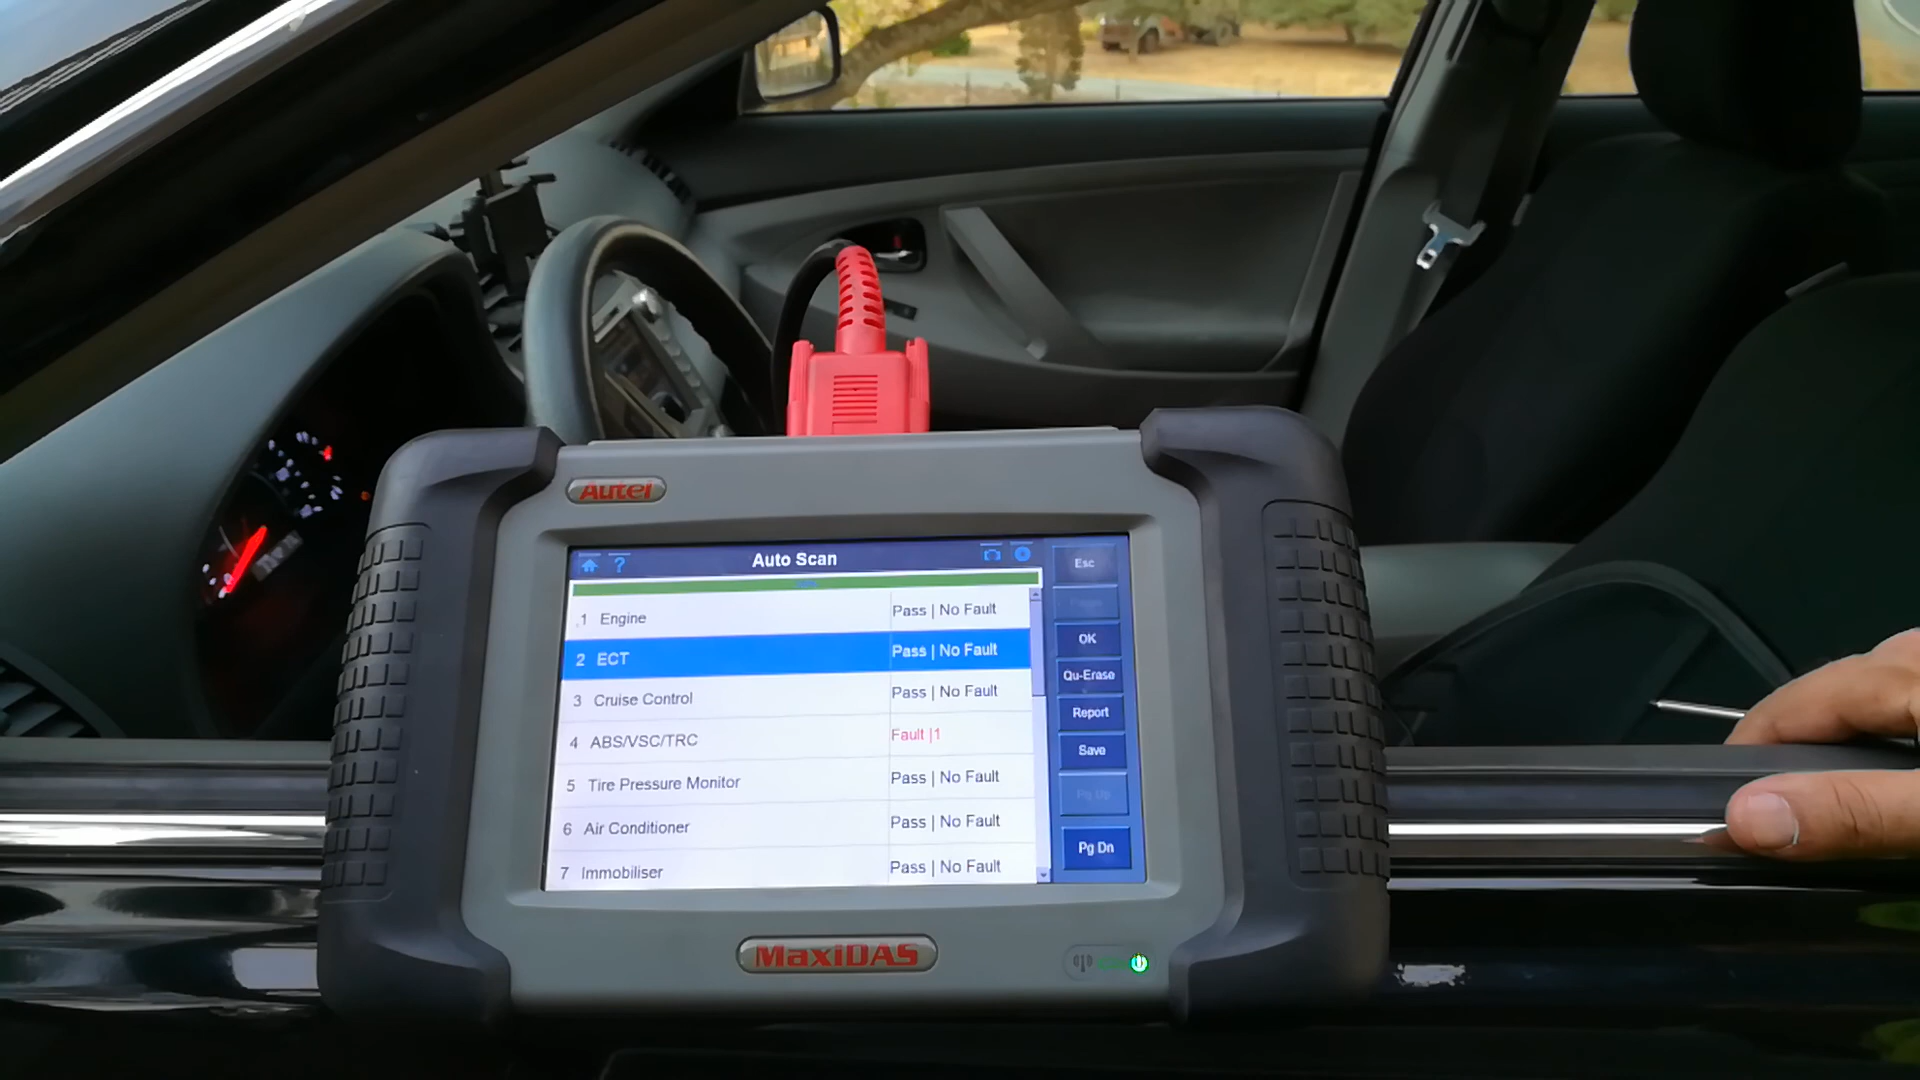 Autel
?
Auto Scan
1 Engine Pass | No Fault
2 ECT Pass | No Fault
3 Cruise Control Pass | No Fault
4 ABS/VSC/TRC Fault |1
5 Tire Pressure Monitor Pass | No Fault
6 Air Conditioner Pass | No Fault
7 Immobiliser Pass | No Fault
Esc
OK
Qu-Erase
Report
Save
Pg Up
Pg Dn
MaxiDAS